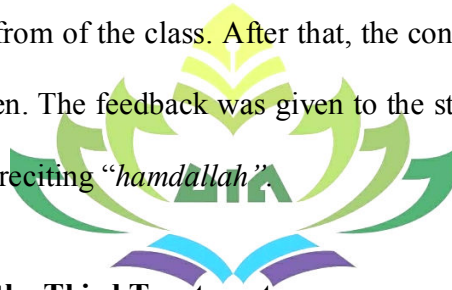 from of the class. After that, the con
en. The feedback was given to the st
reciting “hamdallah”.
the Third Treatment